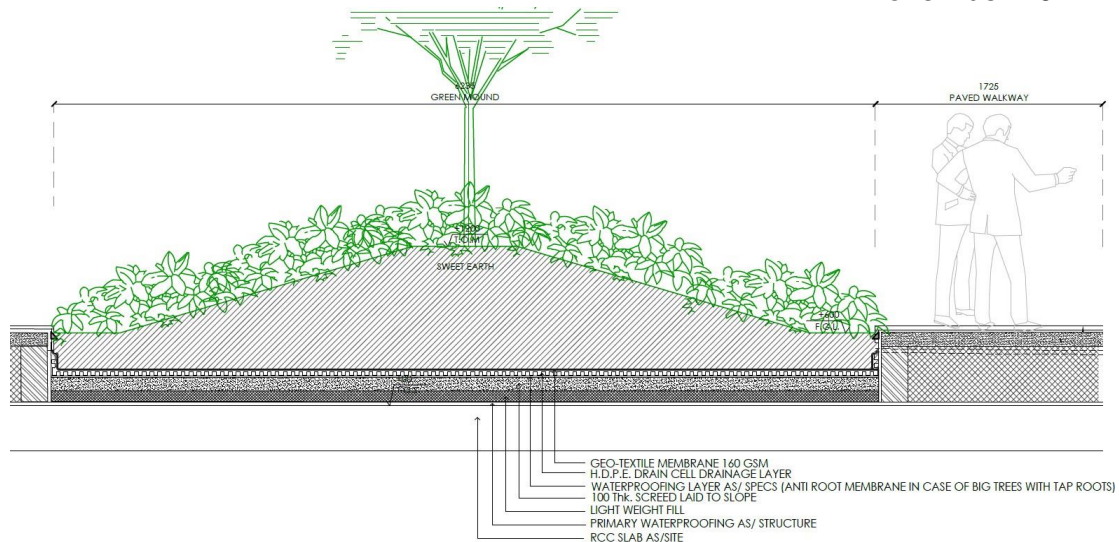 1725
GREEN MOUND
PAVED WALKWAY
T.O.M
SWEET EARTH
+600
F.G.L.
GEO-TEXTILE MEMBRANE 160 GSM
H.D.P.E. DRAIN CELL DRAINAGE LAYER
WATERPROOFING LAYER AS/ SPECS (ANTI ROOT MEMBRANE IN CASE OF BIG TREES WITH TAP ROOTS)
100 Thk. SCREED LAID TO SLOPE
LIGHT WEIGHT FILL
PRIMARY WATERPROOFING AS/ STRUCTURE
RCC SLAB AS/SITE